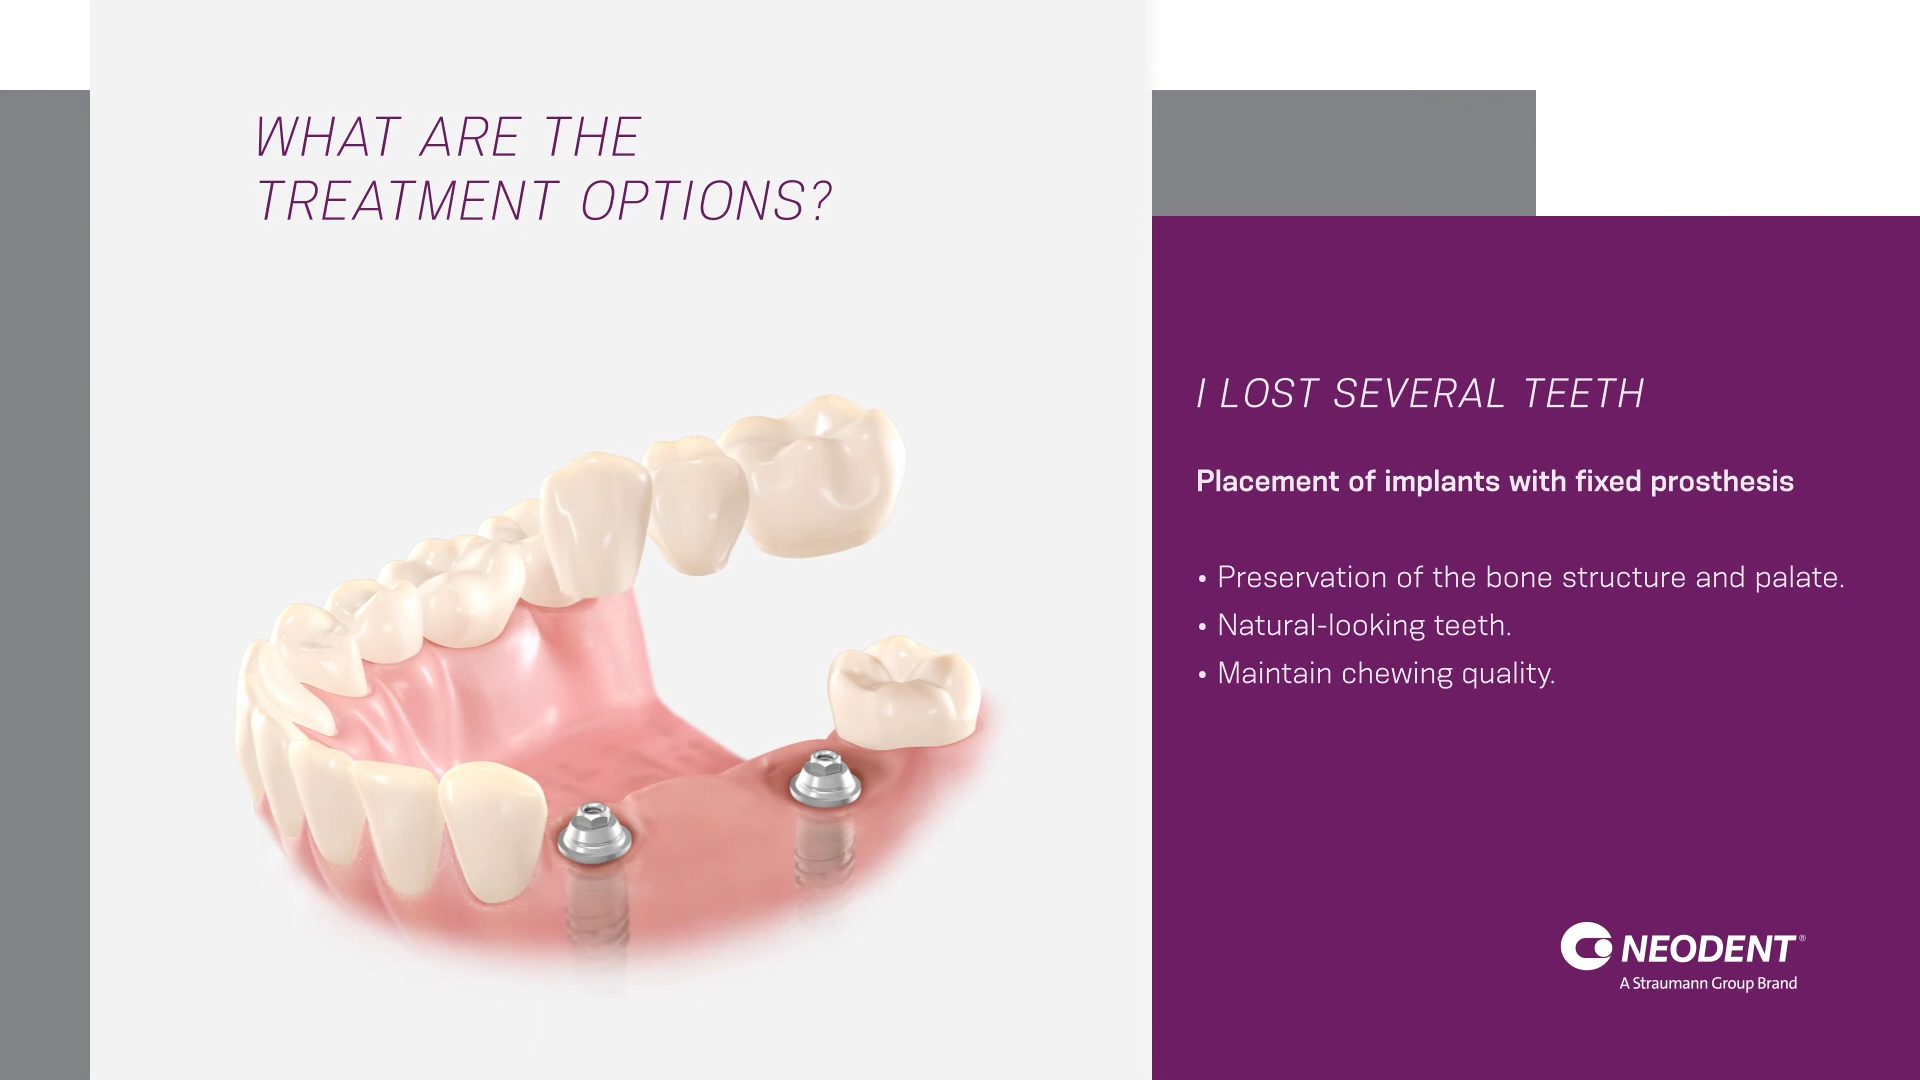 WHAT ARE THE
TREATMENT OPTIONS?
I LOST SEVERAL TEETH
Placement of implants with fixed prosthesis
• Preservation of the bone structure and palate.
• Natural-looking teeth.
• Maintain chewing quality.
NEODENT®
A Straumann Group Brand